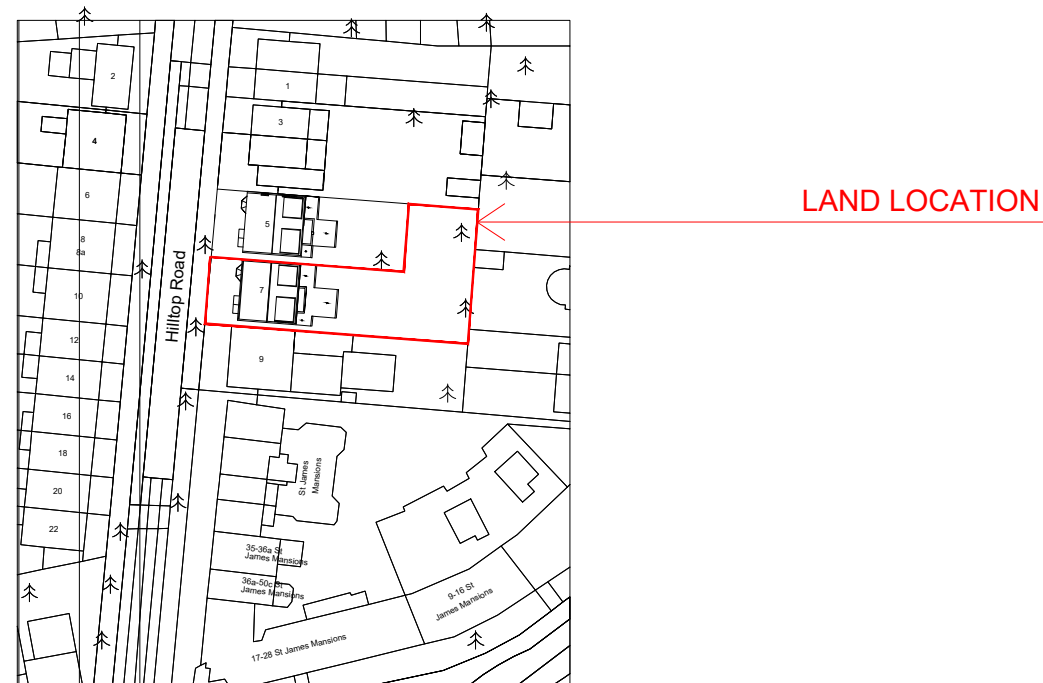 2
1
4
3
6
LAND LOCATION
5
8
8a
Hilltop Road
7
10
12
9
14
16
18
St James
Mansions
20
22
35-36a St
James Mansions
36a-50c St
James Mansions
9-16 St
James Mansions
17-28 St James Mansions